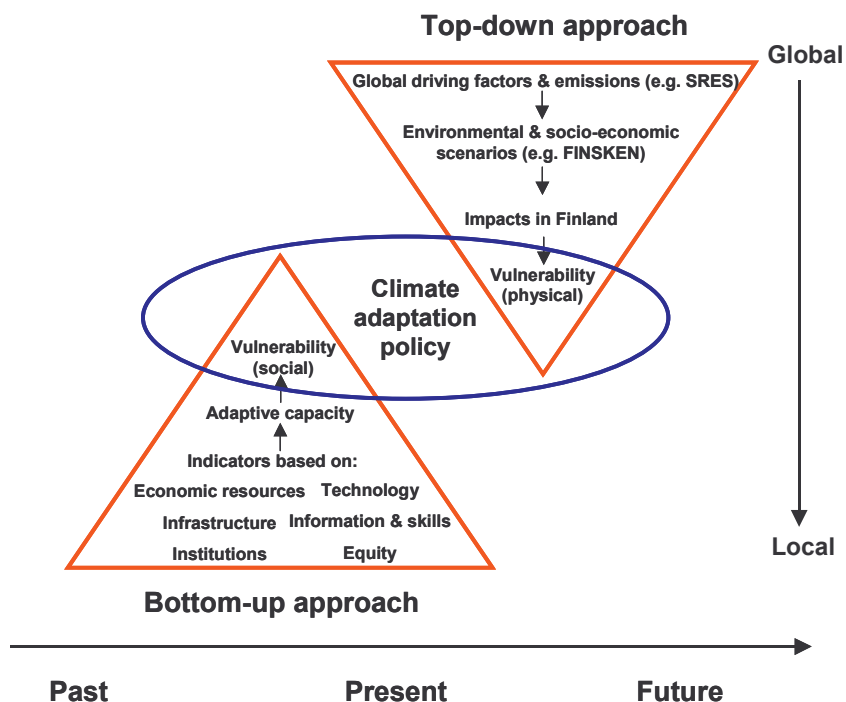 Top-down approach
Global
Global driving factors & emissions (e.g. SRES)
Environmental & socio-economic
scenarios (e.g. FINSKEN)
Impacts in Finland
Vulnerability
(physical)
Climate
adaptation
policy
Vulnerability
(social)
Adaptive capacity
Indicators based on:
Economic resources Technology
Infrastructure Information & skills
Institutions Equity
Local
Bottom-up approach
Past Present Future